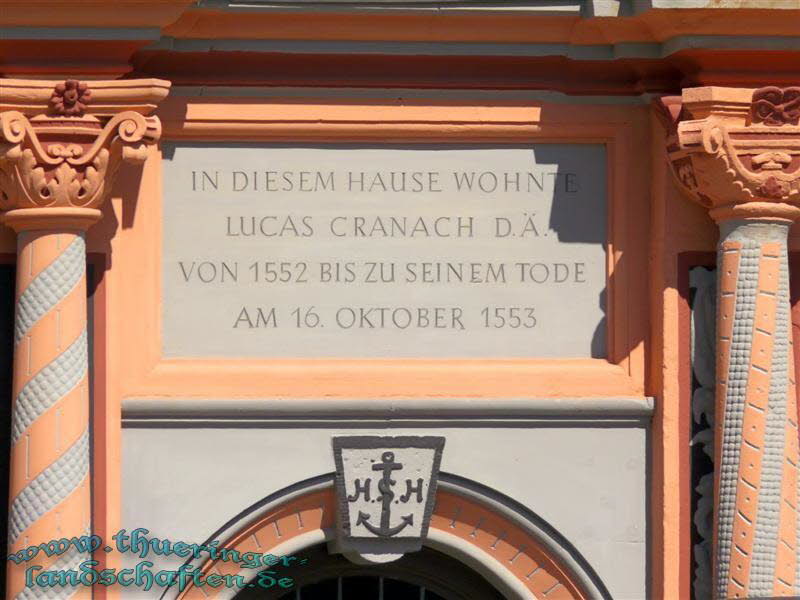 IN DIESEM HAUSE WOHNTE
LUCAS CRANACH D.Ä.
VON 1552 BIS ZU SEINEM TODE
AM 16. OKTOBER 1553
H S H
www.thueringer-
landschaften.de